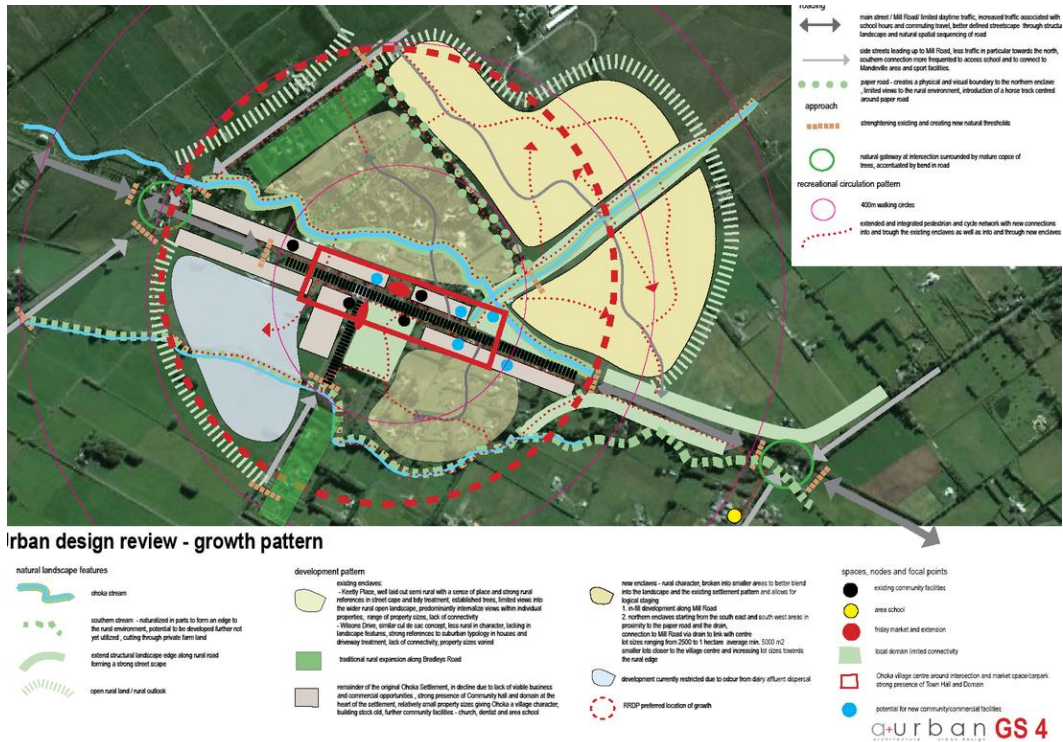 roading
main street / Mill Road/ limited daytime traffic, increased traffic associated with
school hours and commuting travel, better defined streetscape through structu
landscape and natural spatial sequencing of road
side streets leading up to Mill Road, less traffic in particular towards the north,
southern connection more frequented to access school and to connect to
Mandeville area and sport facilities.
paper road - creates a physical and visual boundary to the northern enclave
, limited views to the rural environment, introduction of a horse track centred
around paper road
approach
strenghtening existing and creating new natural thresholds
natural gateway at intersection surrounded by mature copse of
trees, accentuated by bend in road
recreational circulation pattern
400m walking circles
extended and integrated pedestrian and cycle network with new connections
into and trough the existing enclaves as well as into and through new enclaves
rban design review - growth pattern
natural landscape features
ohoka stream
southern stream - naturalized in parts to form an edge to
the rural environment, potential to be developed further not
yet utilized , cutting through private farm land
extend structural landscape edge along rural road
forming a strong street scape
open rural land / rural outlook
development pattern
existing enclaves:
- Keetly Place, well laid out semi rural with a sense of place and strong rural
references in street cape and bdy treatment, established trees, limited views into
the wider rural open landscape, predominantly internalize views within individual
properties, range of property sizes, lack of connectivity
- Wilsons Drive, similar cul de sac concept, less rural in character, lacking in
landscape features, strong references to suburban typology in houses and
driveway treatment, lack of connectivity, property sizes varied
traditional rural expansion along Bradleys Road
remainder of the original Ohoka Settlement, in decline due to lack of viable business
and commercial opportunities , strong presence of Community hall and domain at the
heart of the settlement, relatively small property sizes giving Ohoka a village character,
building stock old, further community facilities - church, dentist and area school
new enclaves - rural character, broken into smaller areas to better blend
into the landscape and the existing settlement pattern and allows for
logical staging
1. in-fill development along Mill Road
2. northern enclaves starting from the south east and south west areas in
proximity to the paper road and the drain,
connection to Mill Road via drain to link with centre
lot sizes ranging from 2500 to 1 hectare average min. 5000 m2
smaller lots closer to the village centre and increasing lot sizes towards
the rural edge
development currently restricted due to odour from dairy affluent dispersal
RRDP preferred location of growth
spaces, nodes and focal points
existing community facilities
area school
friday market and extension
local domain limited connectivity
Ohoka village centre around intersection and market space/carpark
strong presence of Town Hall and Domain
potential for new community/commercial facilities
a+urban GS 4
architecture urban design